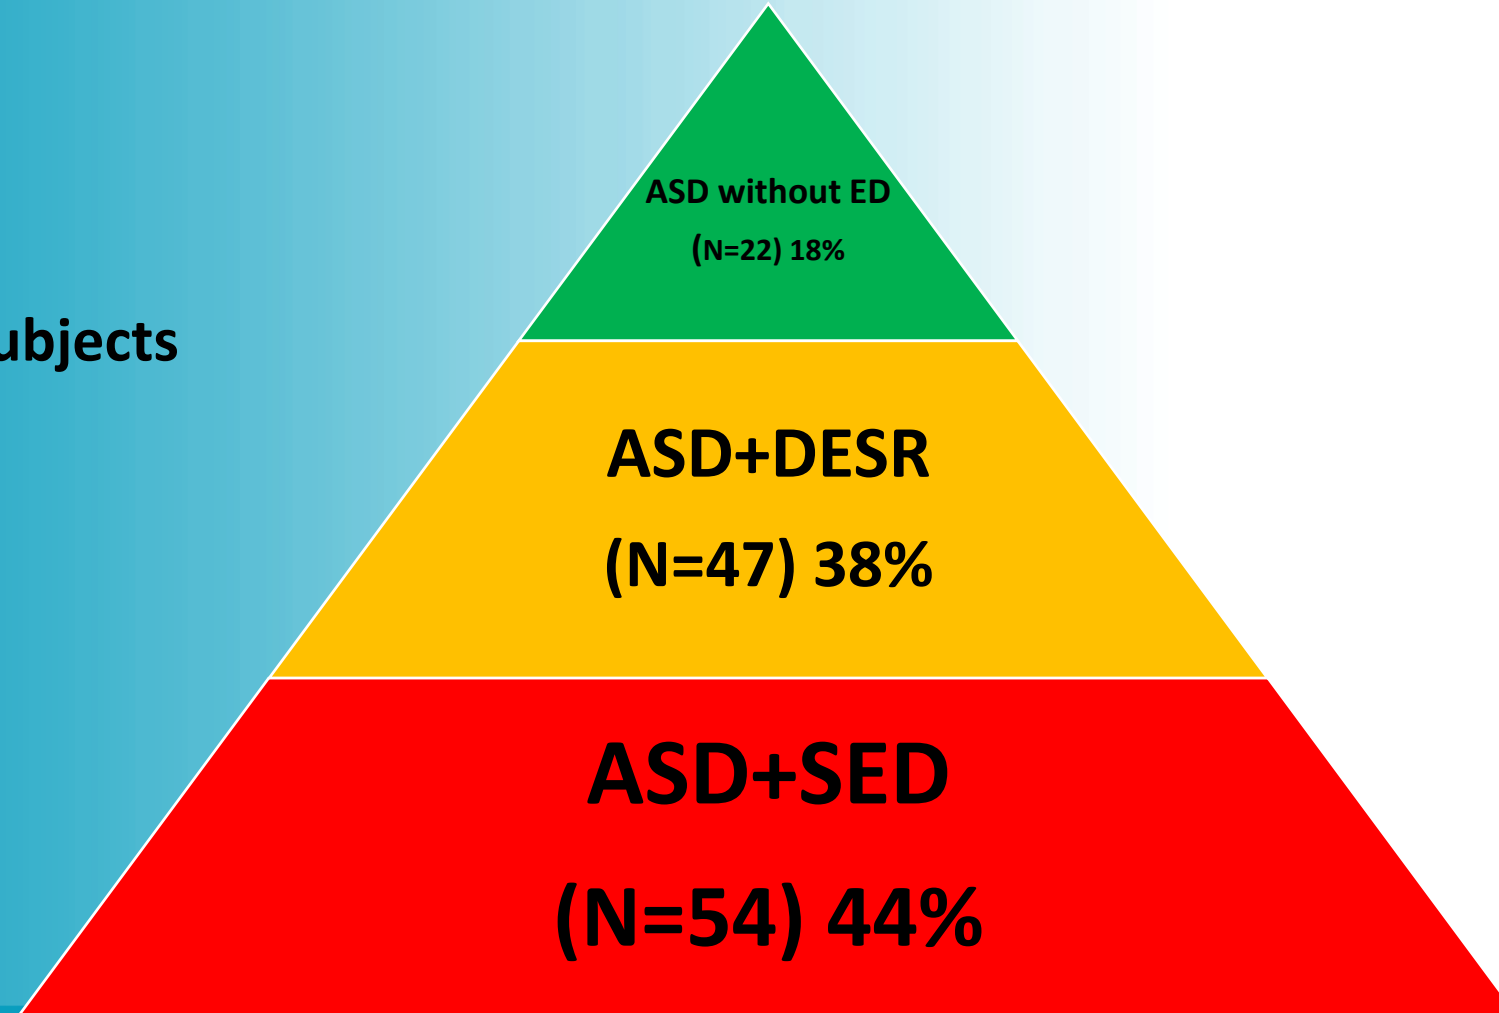 ASD without ED
(N=22) 18%
ubjects
ASD+DESR
(N=47) 38%
ASD+SED
(N=54) 44%